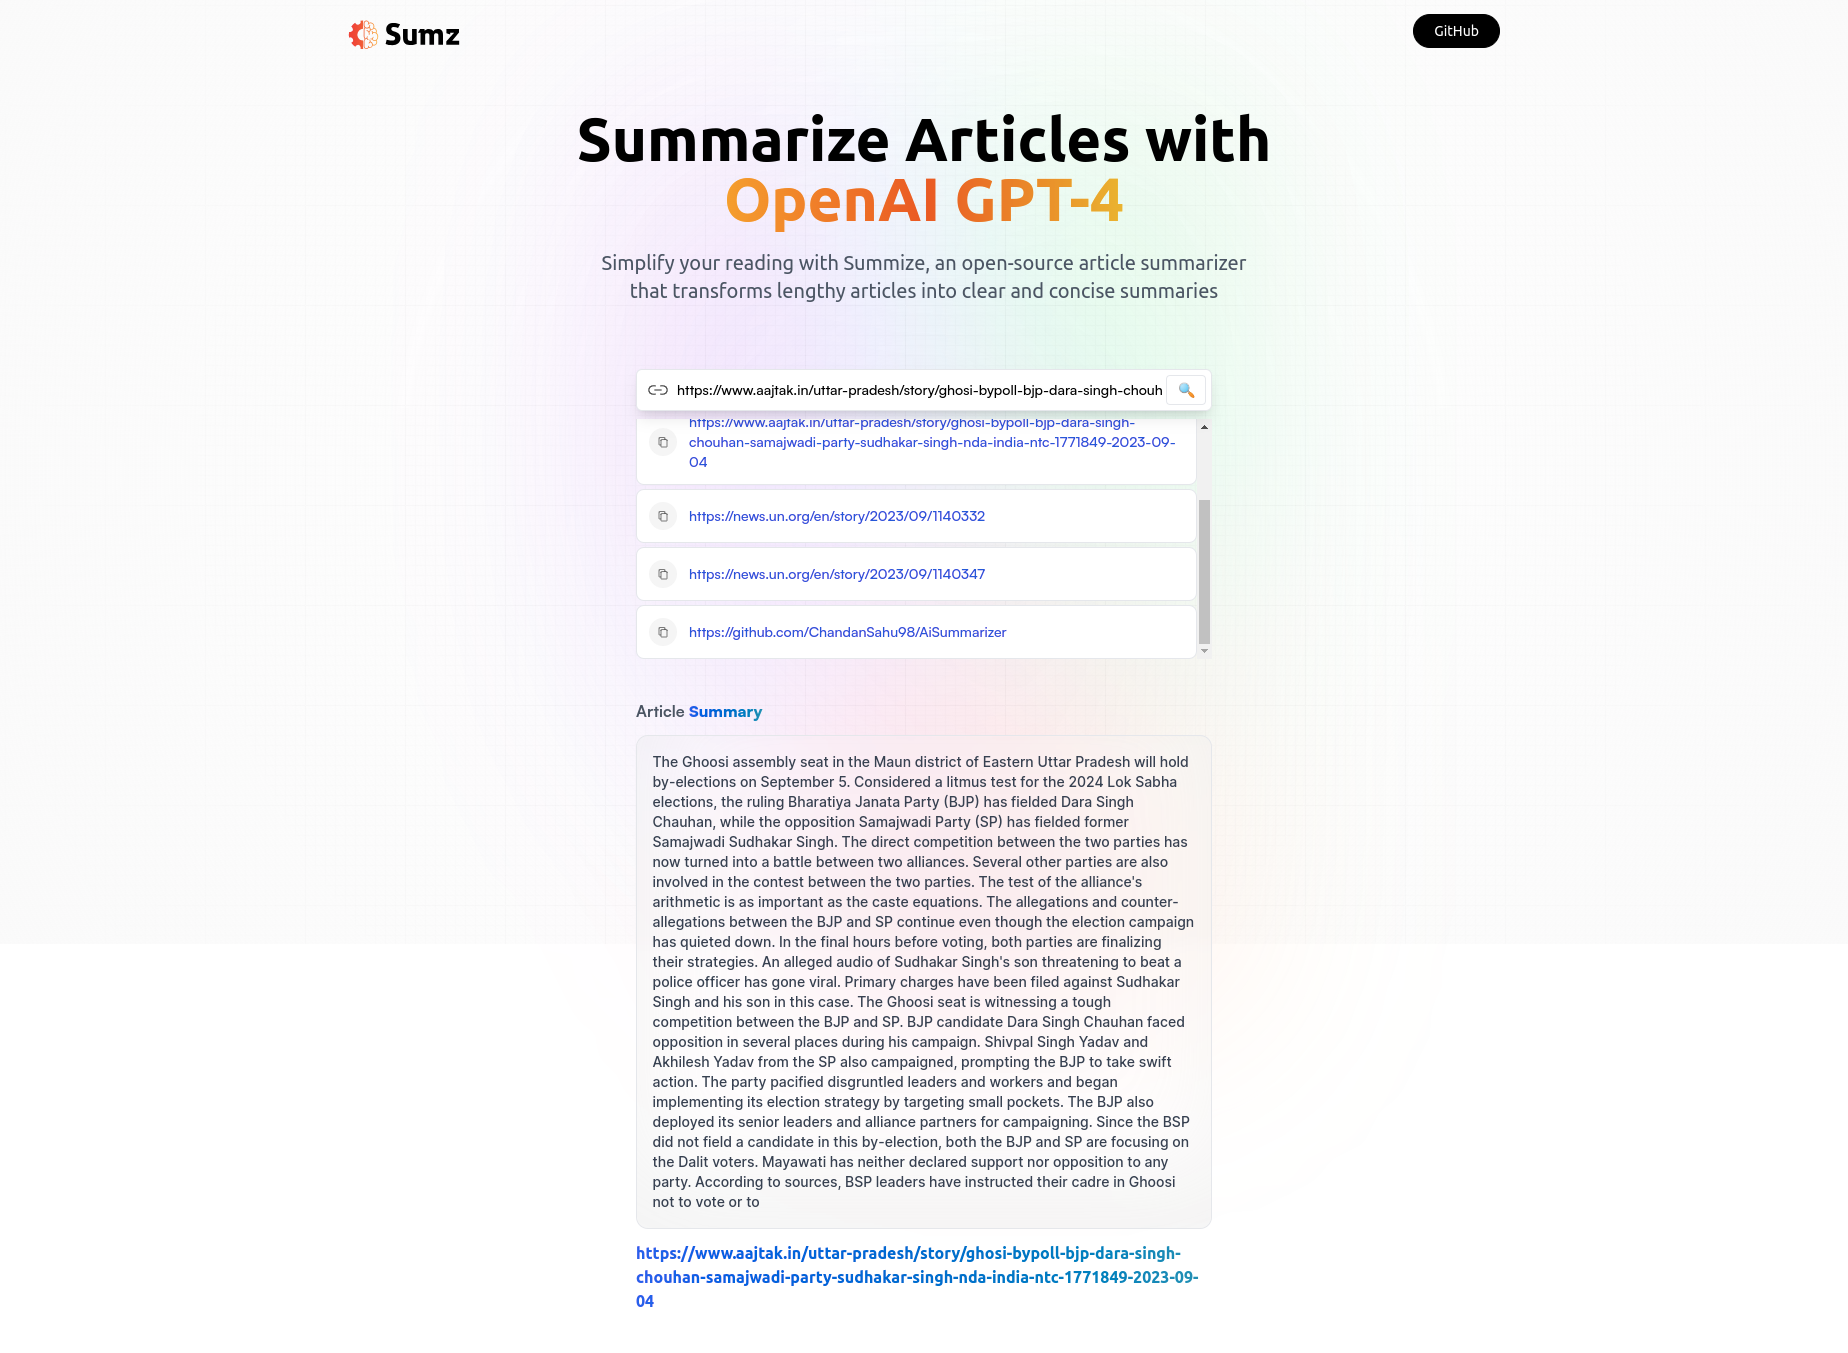 Sumz
GitHub
Summarize Articles with
OpenAI GPT-4
Simplify your reading with Summize, an open-source article summarizer
that transforms lengthy articles into clear and concise summaries
https://www.aajtak.in/uttar-pradesh/story/ghosi-bypoll-bjp-dara-singh-chouh
https://www.aajtak.in/uttar-pradesh/story/ghosi-bypoll-bjp-dara-singh-
chouhan-samajwadi-party-sudhakar-singh-nda-india-ntc-1771849-2023-09-
04
https://news.un.org/en/story/2023/09/1140332
https://news.un.org/en/story/2023/09/1140347
https://github.com/ChandanSahu98/AiSummarizer
Article Summary
The Ghoosi assembly seat in the Maun district of Eastern Uttar Pradesh will hold
by-elections on September 5. Considered a litmus test for the 2024 Lok Sabha
elections, the ruling Bharatiya Janata Party (BJP) has fielded Dara Singh
Chauhan, while the opposition Samajwadi Party (SP) has fielded former
Samajwadi Sudhakar Singh. The direct competition between the two parties has
now turned into a battle between two alliances. Several other parties are also
involved in the contest between the two parties. The test of the alliance's
arithmetic is as important as the caste equations. The allegations and counter-
allegations between the BJP and SP continue even though the election campaign
has quieted down. In the final hours before voting, both parties are finalizing
their strategies. An alleged audio of Sudhakar Singh's son threatening to beat a
police officer has gone viral. Primary charges have been filed against Sudhakar
Singh and his son in this case. The Ghoosi seat is witnessing a tough
competition between the BJP and SP. BJP candidate Dara Singh Chauhan faced
opposition in several places during his campaign. Shivpal Singh Yadav and
Akhilesh Yadav from the SP also campaigned, prompting the BJP to take swift
action. The party pacified disgruntled leaders and workers and began
implementing its election strategy by targeting small pockets. The BJP also
deployed its senior leaders and alliance partners for campaigning. Since the BSP
did not field a candidate in this by-election, both the BJP and SP are focusing on
the Dalit voters. Mayawati has neither declared support nor opposition to any
party. According to sources, BSP leaders have instructed their cadre in Ghoosi
not to vote or to
https://www.aajtak.in/uttar-pradesh/story/ghosi-bypoll-bjp-dara-singh-
chouhan-samajwadi-party-sudhakar-singh-nda-india-ntc-1771849-2023-09-
04